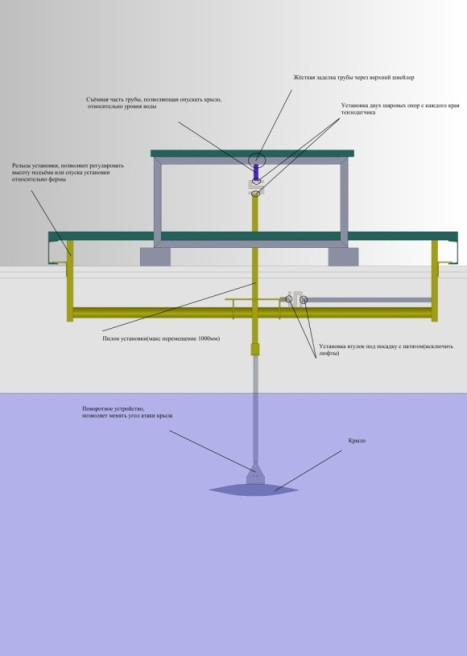 Жёсткая заделка трубы через верхний швейлер
Съёмная часть трубы, позволяющая опускать крыло,
относительно уровня воды
Установка двух шаровых опор с каждого края
тензодатчика
Рельсы установки, позволяют регулировать
высоту подъёма или опуска установки
относительно фермы
Пилон установки(макс перемещение 1000мм)
Установка втулок под посадку с натягом(исключить
люфты)
Поворотное устройство,
позволяет менять угол атаки крыла
Крыло